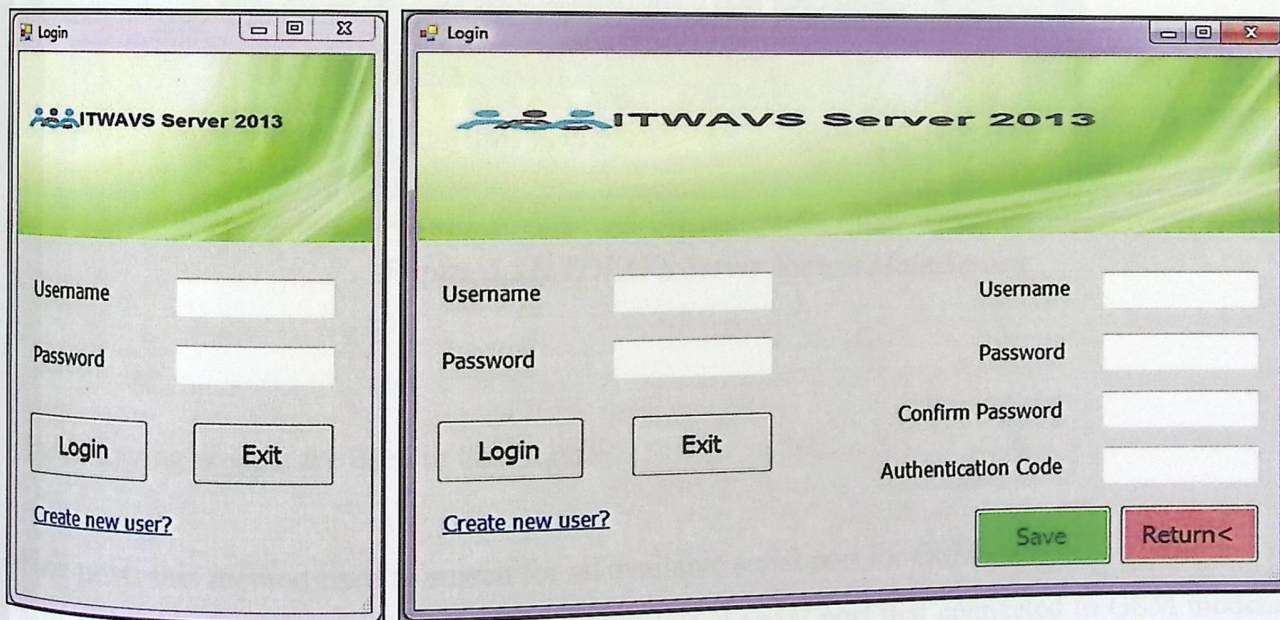 Login
ITWAVS Server 2013
Username
Password
Login
Exit
Create new user?
Login
ITWAVS Server 2013
Username
Password
Login
Exit
Create new user?
Username
Password
Confirm Password
Authentication Code
Save
Return<